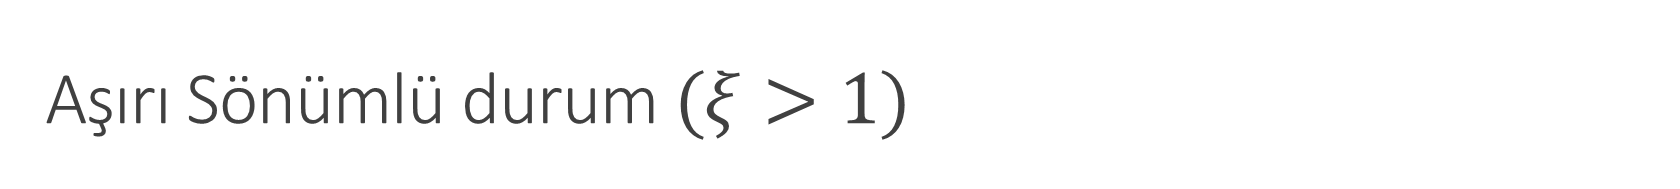 Aşırı Sönümlü durum (ξ > 1)